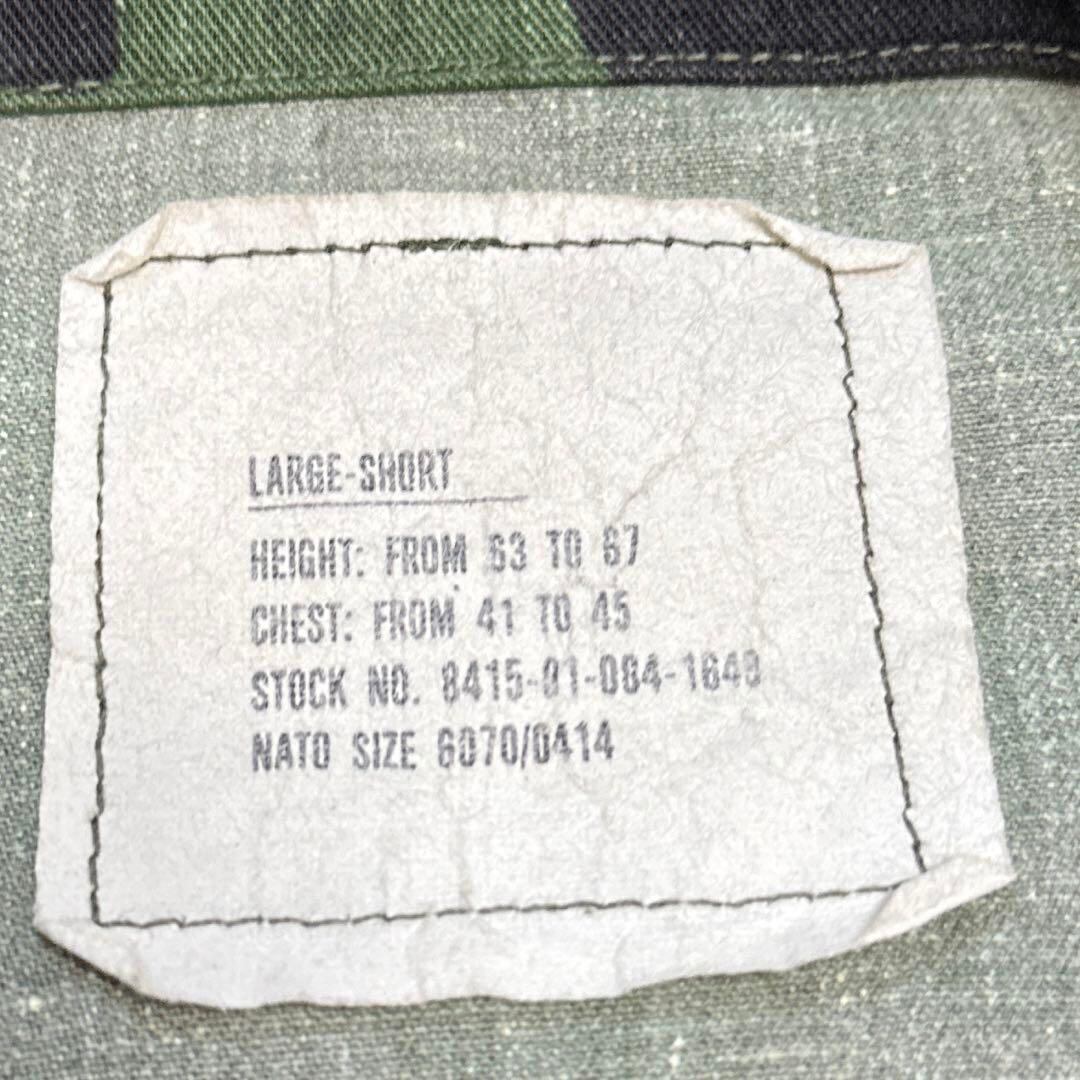 LARGE-SHORT
HEIGHT: FROM 63 TO 67
CHEST: FROM 41 TO 45
STOCK NO. 8415-01-084-1648
NATO SIZE 6070/0414